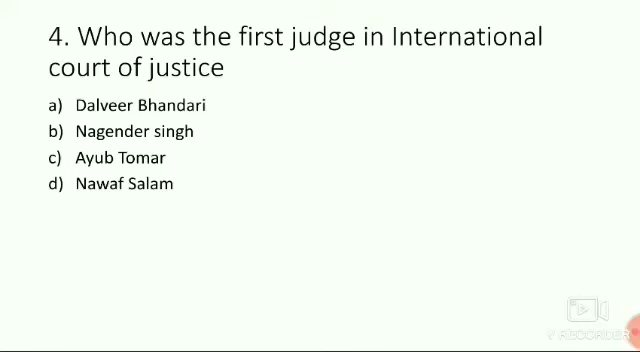 4. Who was the first judge in International
court of justice
a) Dalveer Bhandari
b) Nagender singh
c) Ayub Tomar
d) Nawaf Salam
RECORDER